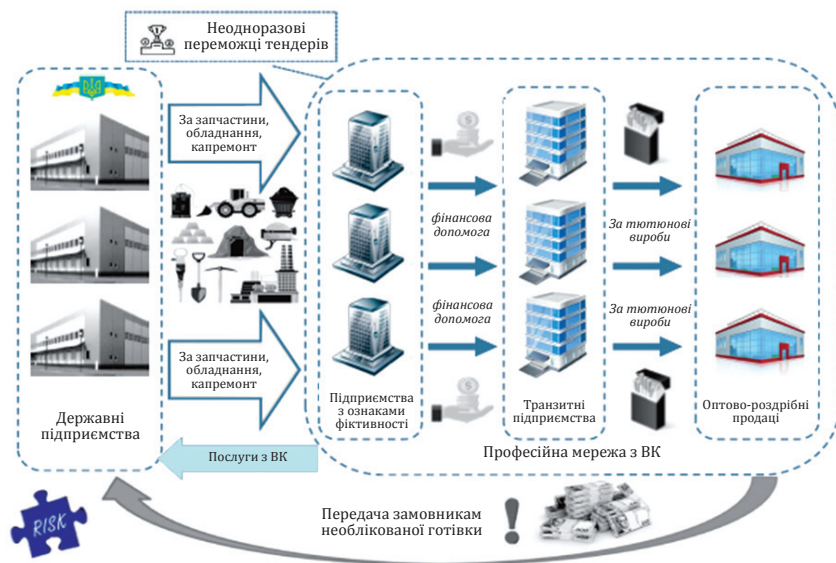 Неодноразові
переможці тендерів
За запчастини,
обладнання,
капремонт
За запчастини,
обладнання,
капремонт
Державні
підприємства
фінансова
допомога
фінансова
допомога
За тютюнові
вироби
За тютюнові
вироби
Підприємства
з ознаками
фіктивності
Транзитні
підприємства
Оптово-роздрібні
продаці
Послуги з ВК
Професійна мережа з ВК
RISK
Передача замовникам
необлікованої готівки